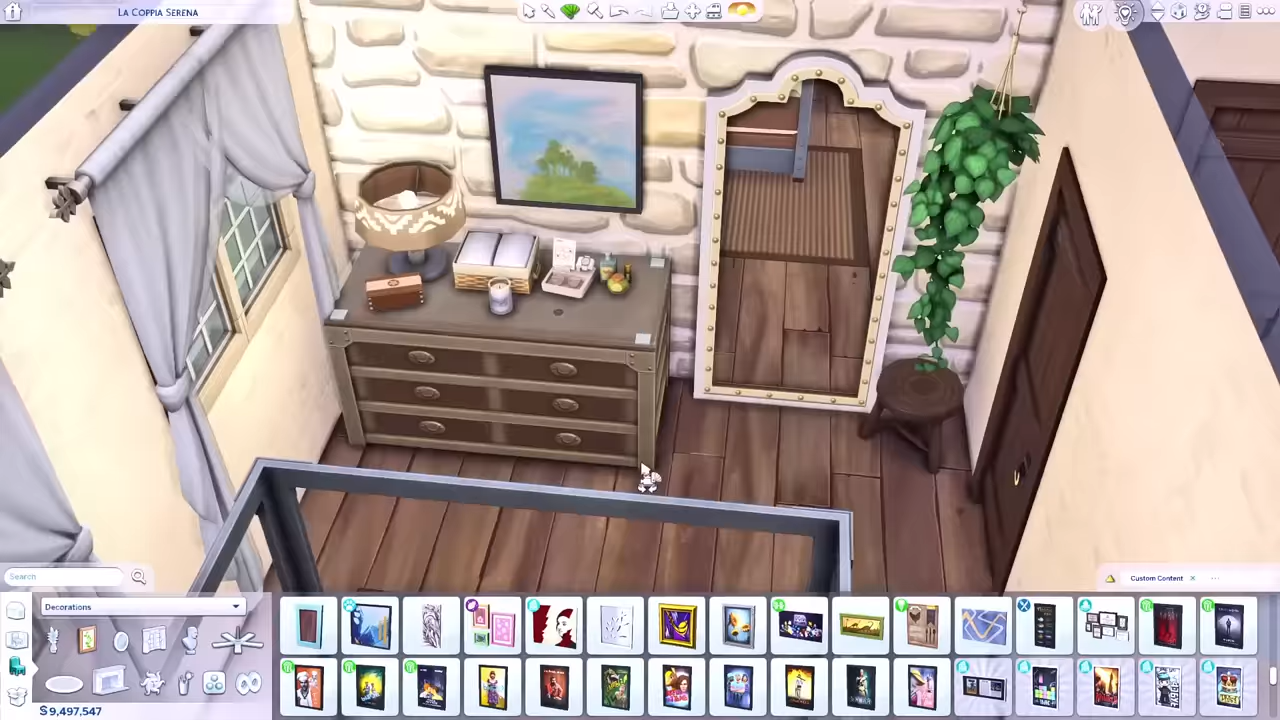 LA COPPIA SERENA
Search
Custom Content
Decorations
$9,497,547